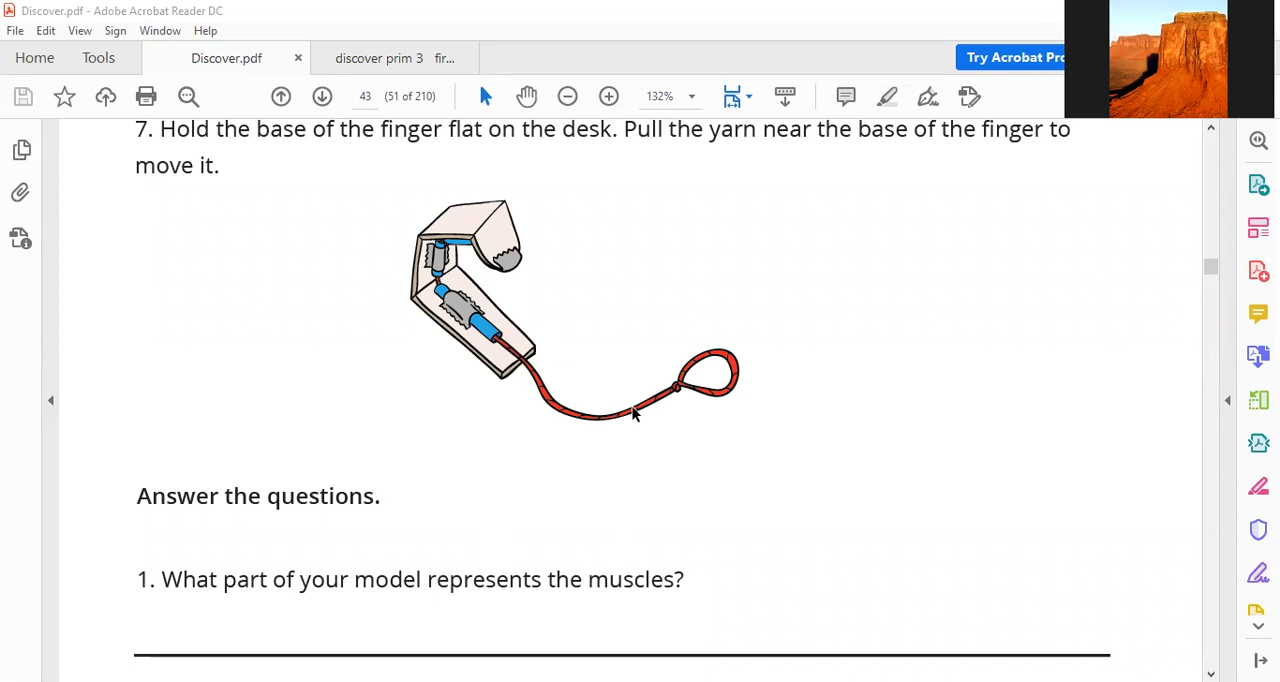 Discover.pdf - Adobe Acrobat Reader DC
File Edit View Sign Window Help
Home Tools Discover.pdf × discover prim 3 fir... Try Acrobat Pro
43 (51 of 210) 132%
7. Hold the base of the finger flat on the desk. Pull the yarn near the base of the finger to
move it.
Answer the questions.
1. What part of your model represents the muscles?